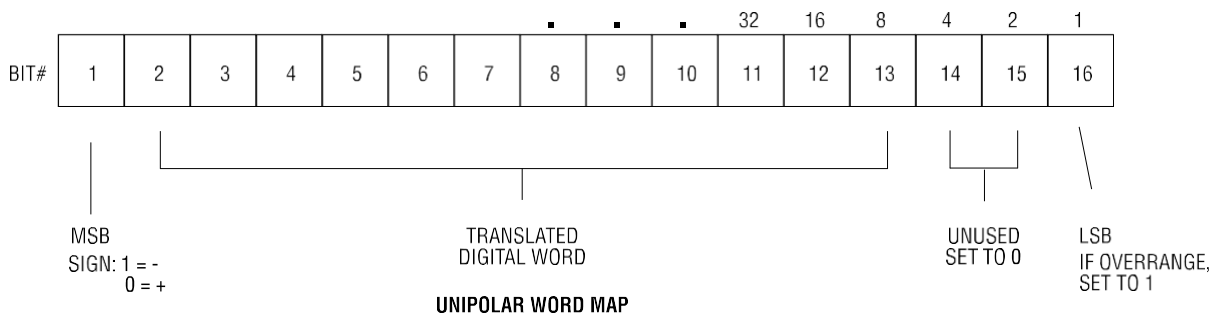 32 16 8 4 2 1
BIT# 1 2 3 4 5 6 7 8 9 10 11 12 13 14 15 16
MSB
SIGN: 1 = -
0 = +
TRANSLATED
DIGITAL WORD
UNUSED
SET TO 0
LSB
IF OVERRANGE,
SET TO 1
UNIPOLAR WORD MAP